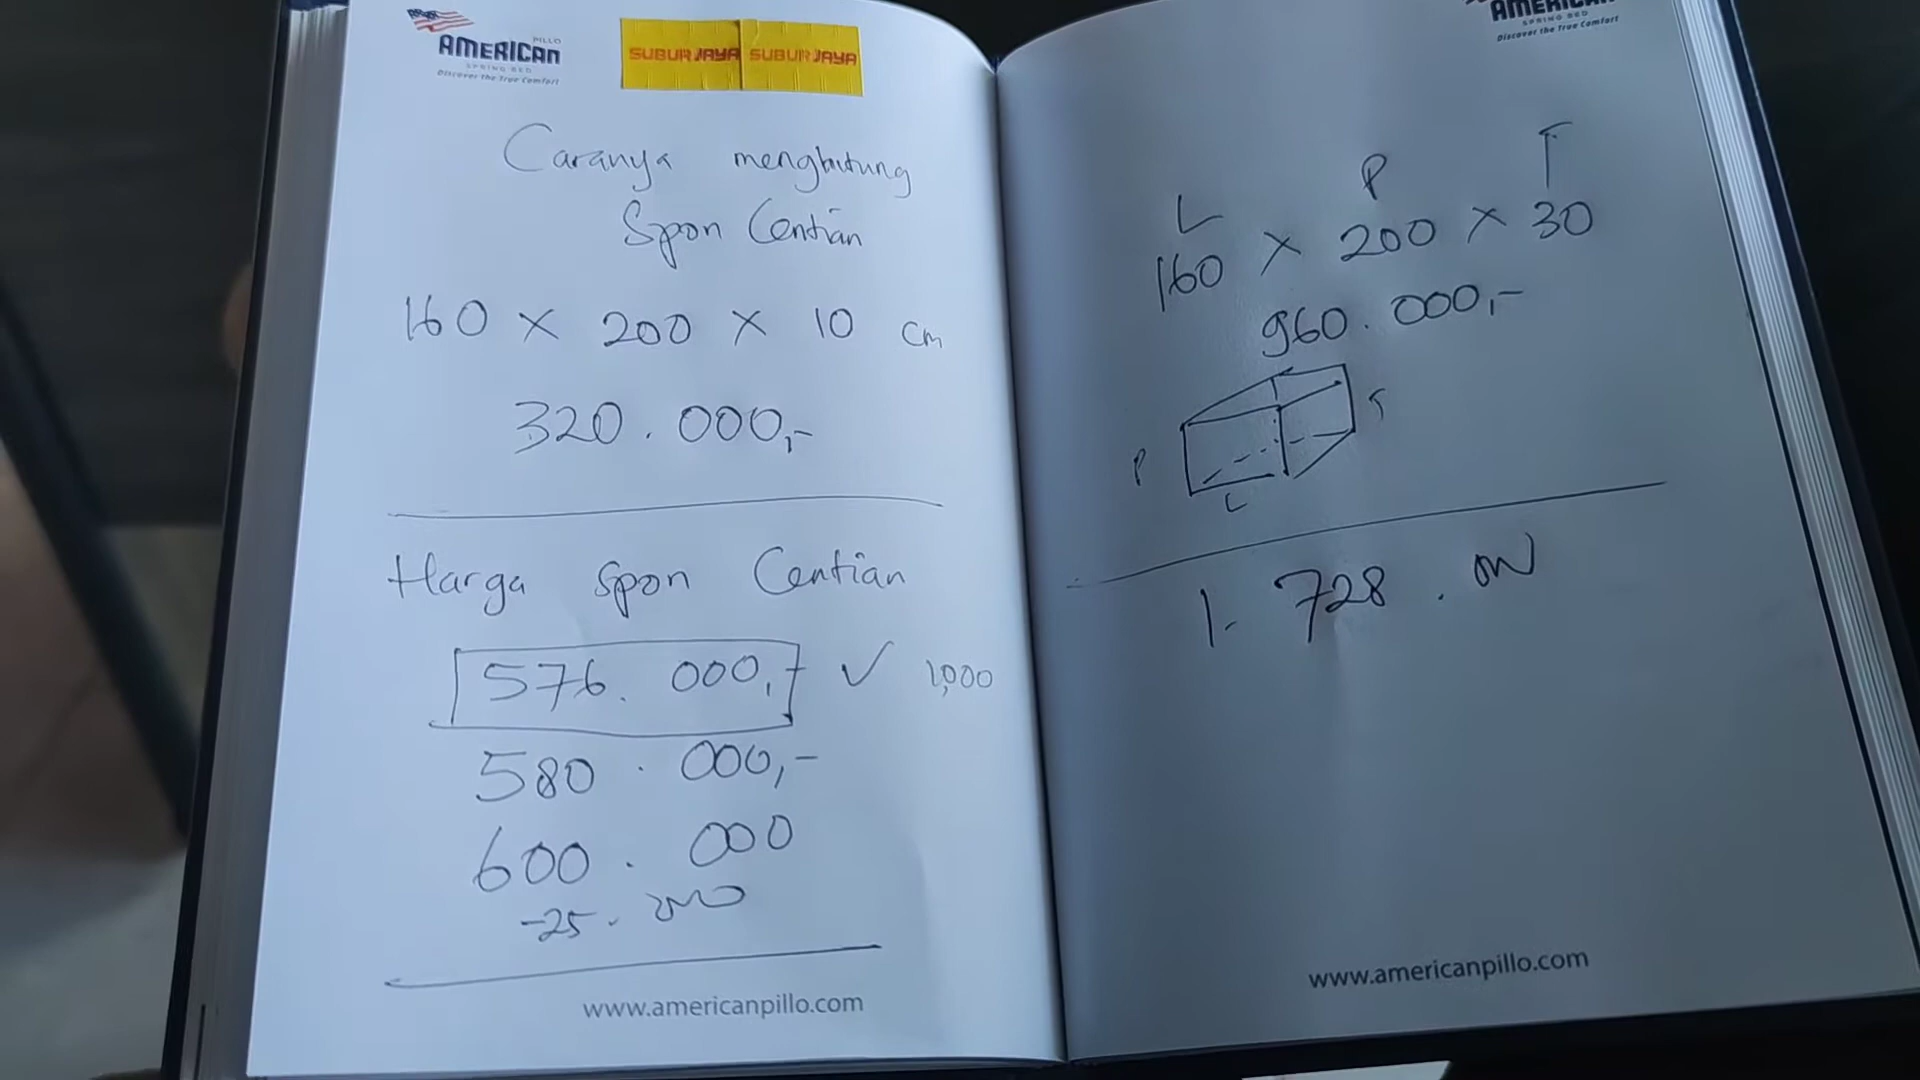 PILLO
AMERICAN
SPRING BED
Discover the True Comfort
SUBUR JAYA SUBUR JAYA
Caranya menghitung
Spon Centian
160 x 200 x 10 cm
320.000,-
Harga Spon Centian
576.000,- ✓ 1,000
580.000,-
600.000
-25.000
www.americanpillo.com
AMERICAN
SPRING BED
Discover the True Comfort
L P T
160 x 200 x 30
960.000,-
P T
L
1.728.000
www.americanpillo.com